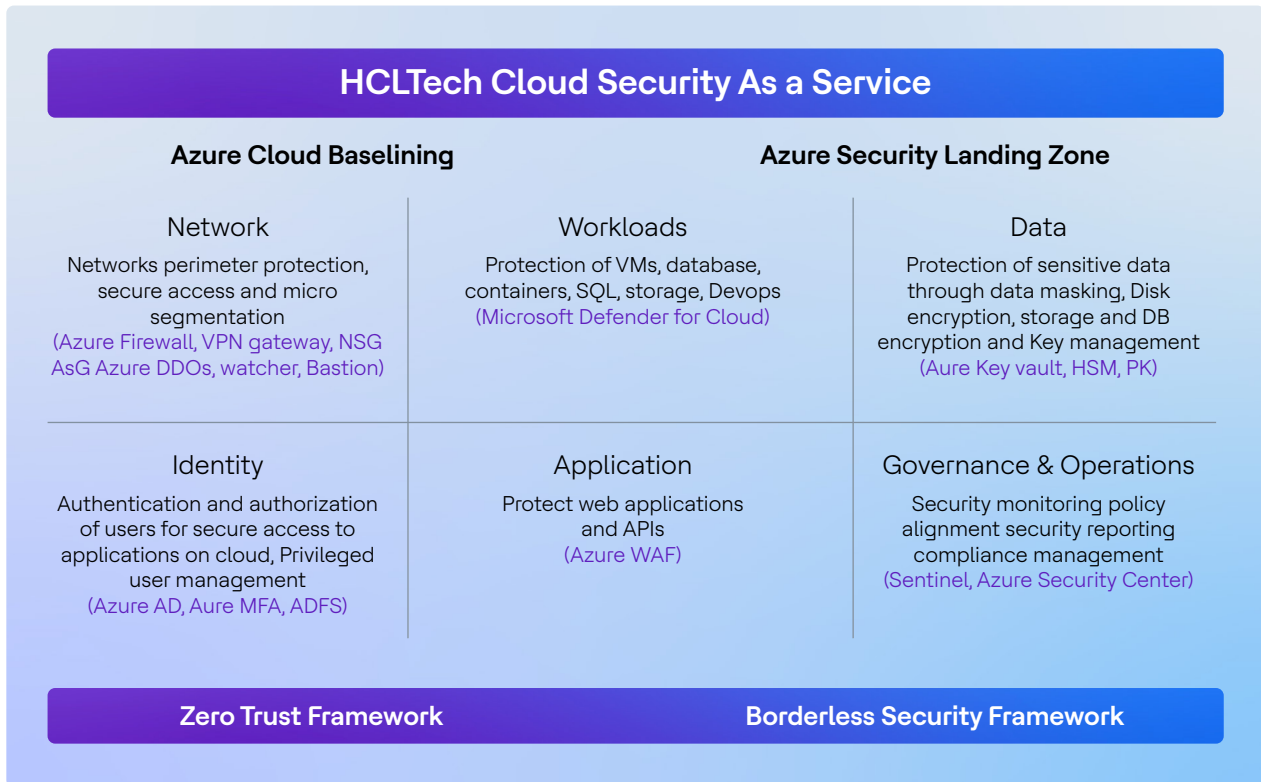 HCLTech Cloud Security As a Service
Azure Cloud Baselining
Azure Security Landing Zone
Network
Networks perimeter protection,
secure access and micro
segmentation
(Azure Firewall, VPN gateway, NSG
AsG Azure DDOs, watcher, Bastion)
Workloads
Protection of VMs, database,
containers, SQL, storage, Devops
(Microsoft Defender for Cloud)
Data
Protection of sensitive data
through data masking, Disk
encryption, storage and DB
encryption and Key management
(Aure Key vault, HSM, PK)
Identity
Authentication and authorization
of users for secure access to
applications on cloud, Privileged
user management
(Azure AD, Aure MFA, ADFS)
Application
Protect web applications
and APIs
(Azure WAF)
Governance & Operations
Security monitoring policy
alignment security reporting
compliance management
(Sentinel, Azure Security Center)
Zero Trust Framework
Borderless Security Framework